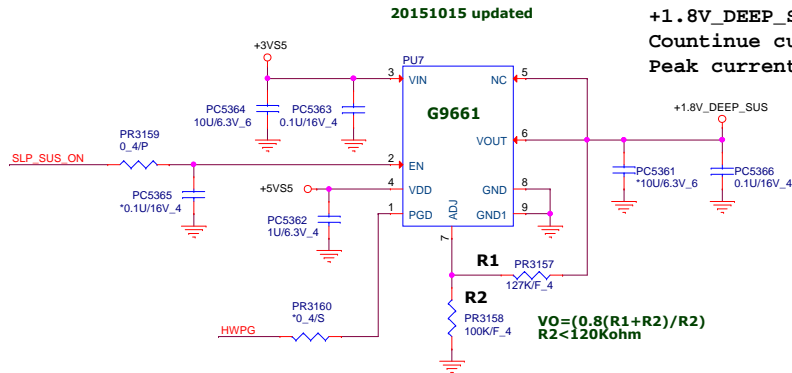 20151015 updated
+1.8V_DEEP_S
Countinue cu
Peak current
+3VS5
PU7
3
VIN
NC
5
PC5364
10U/6.3V_6
PC5363
0.1U/16V_4
G9661
+1.8V_DEEP_SUS
PR3159
0_4/P
VOUT
6
SLP_SUS_ON
2
EN
PC5365
*0.1U/16V_4
+5VS5
4
VDD
GND
8
PC5361
*10U/6.3V_6
PC5366
0.1U/16V_4
PC5362
1U/6.3V_4
1
PGD
ADJ
GND1
9
7
R1
PR3157
127K/F_4
R2
PR3160
*0_4/S
HWPG
PR3158
100K/F_4
VO=(0.8(R1+R2)/R2)
R2<120Kohm